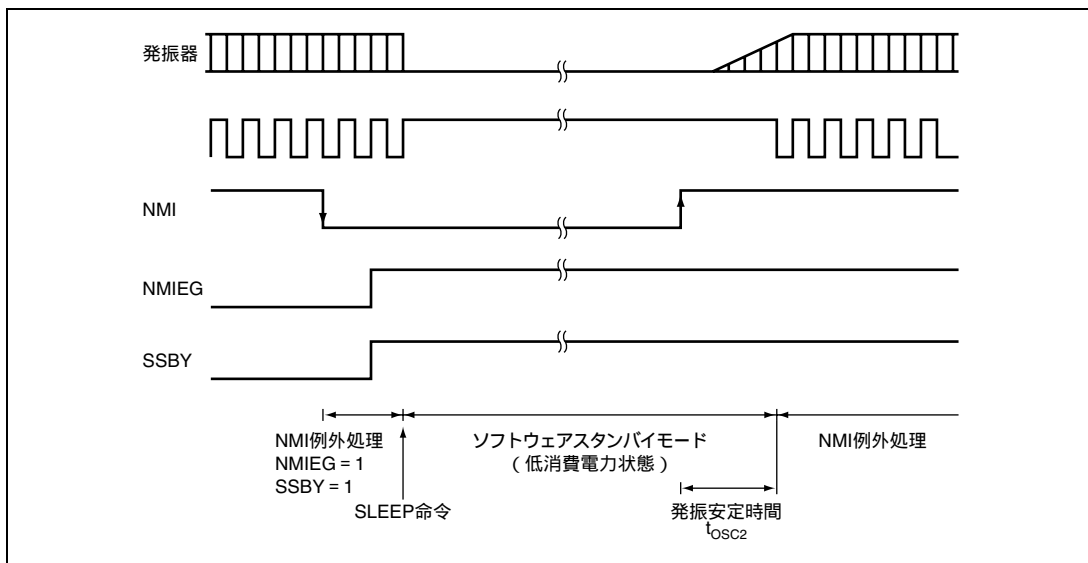 発振器
NMI
NMIEG
SSBY
NMI例外処理
NMIEG = 1
SSBY = 1
SLEEP命令
ソフトウェアスタンバイモード
(低消費電力状態)
発振安定時間
tOSC2
NMI例外処理